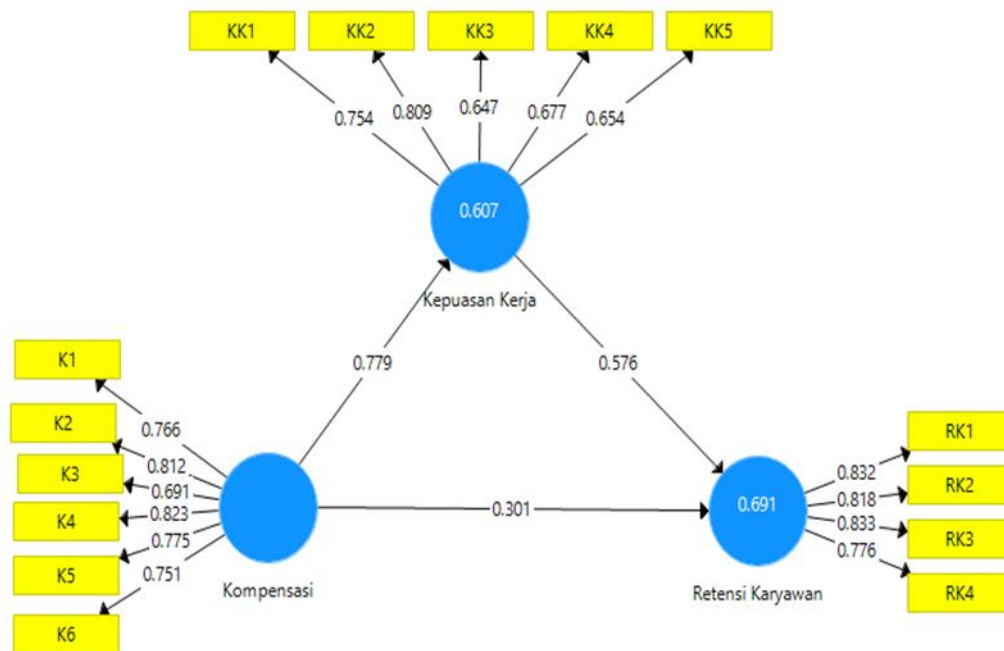 KK1 KK2 KK3 KK4 KK5
0.754 0.809 0.647 0.677 0.654
0.607
Kepuasan Kerja
0.779
0.576
K1
K2
K3
K4
K5
K6
0.766
0.812
0.691
0.823
0.775
0.751
Kompensasi
0.301
0.691
Retensi Karyawan
0.832
0.818
0.833
0.776
RK1
RK2
RK3
RK4